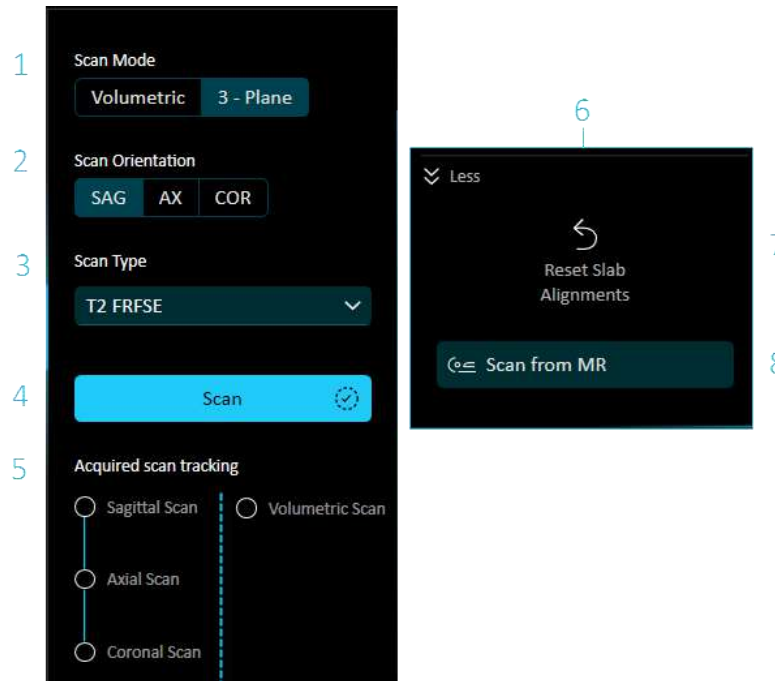 1
Scan Mode
Volumetric 3 - Plane
2
Scan Orientation
SAG AX COR
3
Scan Type
T2 FRFSE
4
Scan
5
Acquired scan tracking
Sagittal Scan Volumetric Scan
Axial Scan
Coronal Scan
6
Less
7
Reset Slab
Alignments
8
Scan from MR